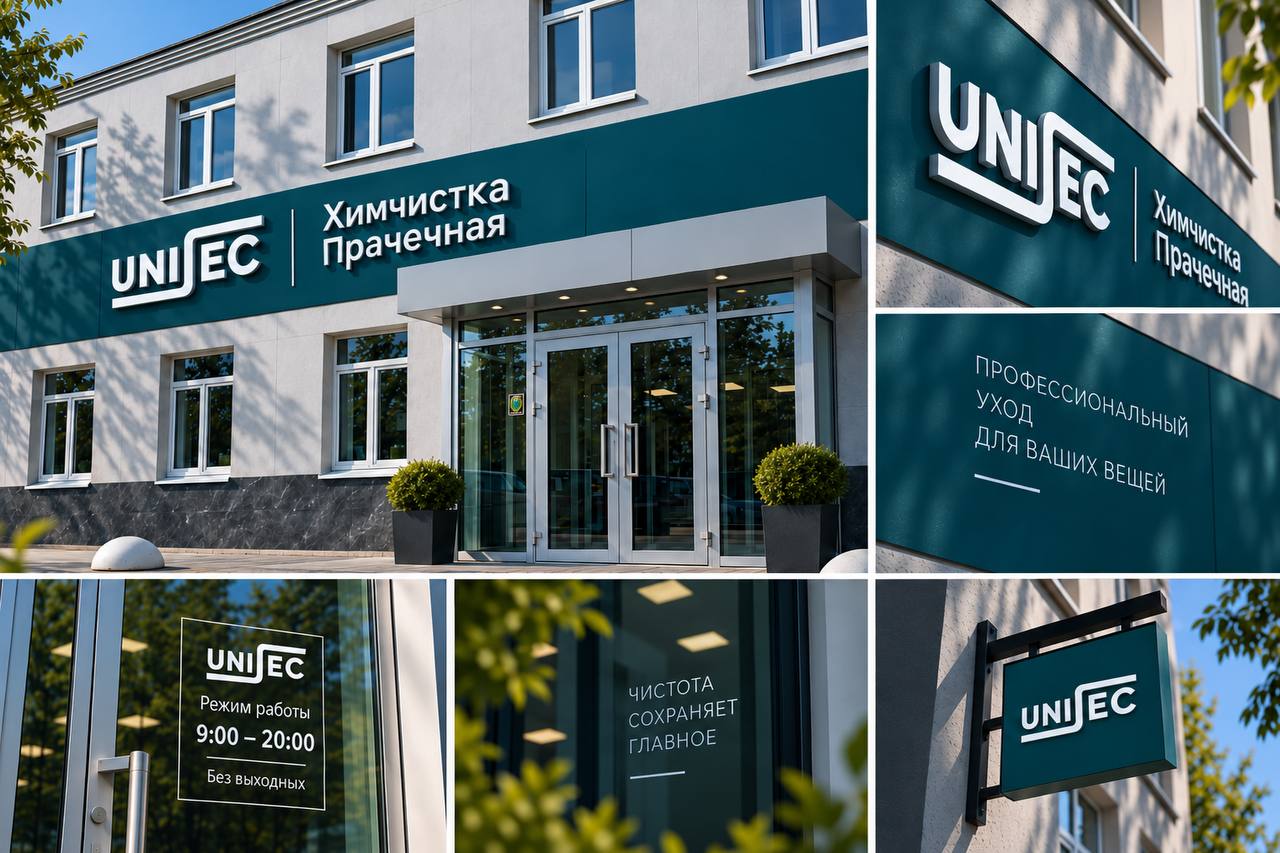 UNISEC
Химчистка
Прачечная
UNISEC
Химчистка
Прачечная
ПРОФЕССИОНАЛЬНЫЙ
УХОД
ДЛЯ ВАШИХ ВЕЩЕЙ
UNISEC
Режим работы
9:00 – 20:00
Без выходных
ЧИСТОТА
СОХРАНЯЕТ
ГЛАВНОЕ
UNISEC